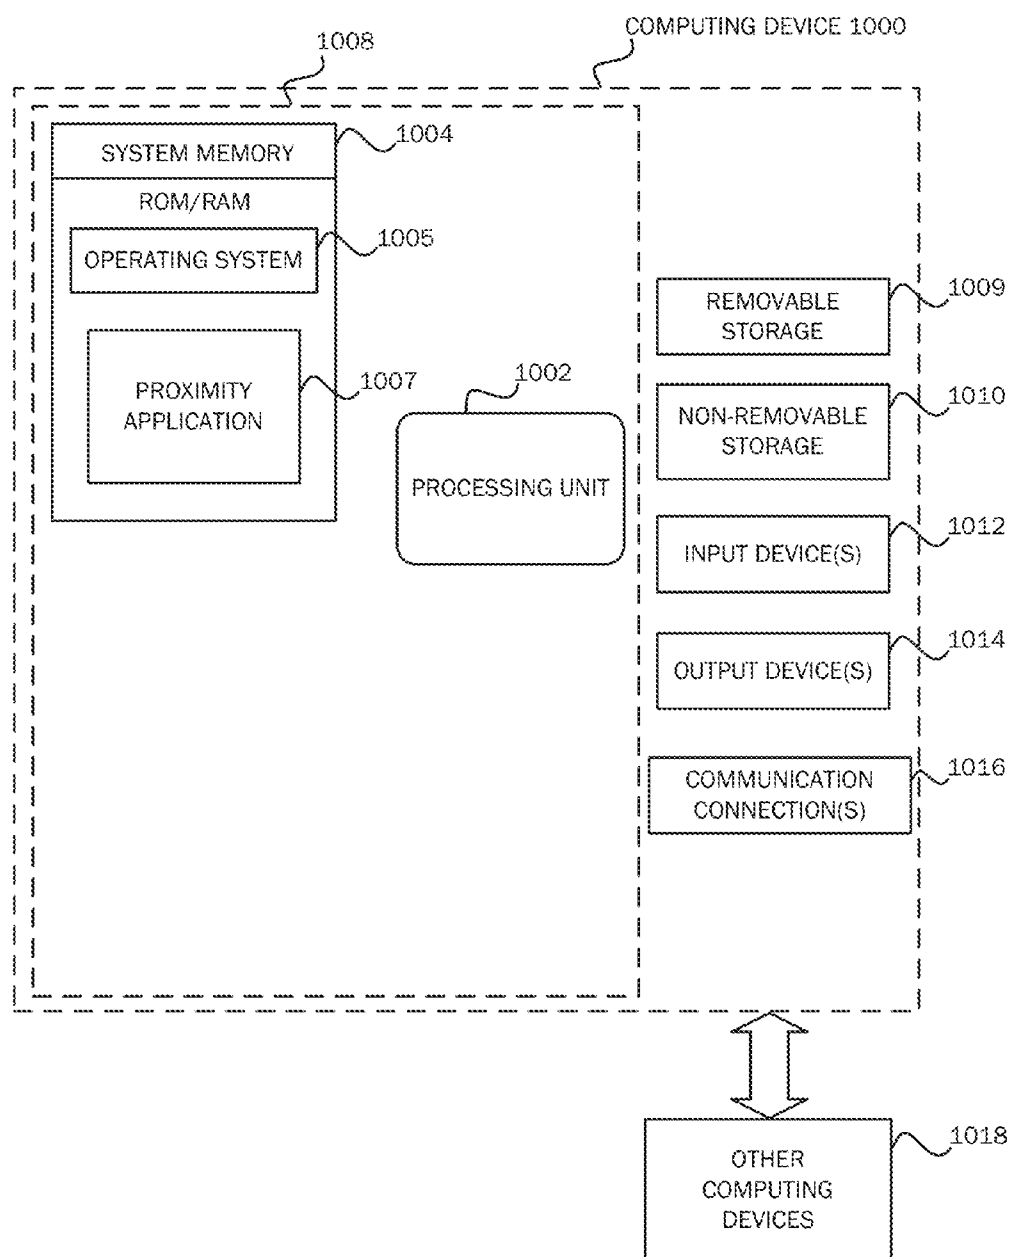 COMPUTING DEVICE 1000
1008
1004
SYSTEM MEMORY
ROM/RAM
1005
OPERATING SYSTEM
1007
PROXIMITY
APPLICATION
1002
PROCESSING UNIT
1009
REMOVABLE
STORAGE
1010
NON-REMOVABLE
STORAGE
1012
INPUT DEVICE(S)
1014
OUTPUT DEVICE(S)
1016
COMMUNICATION
CONNECTION(S)
1018
OTHER
COMPUTING
DEVICES